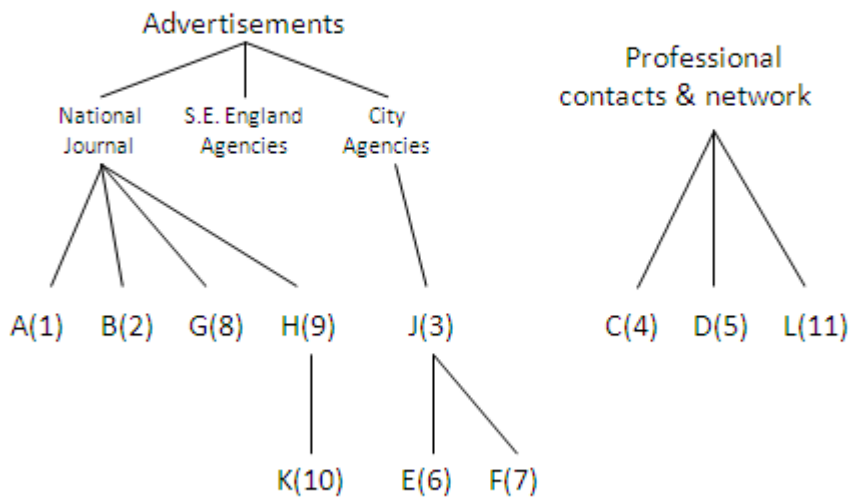 Advertisements
Professional
contacts & network
National
Journal
S.E. England
Agencies
City
Agencies
A(1)
B(2)
G(8)
H(9)
J(3)
C(4)
D(5)
L(11)
K(10)
E(6)
F(7)